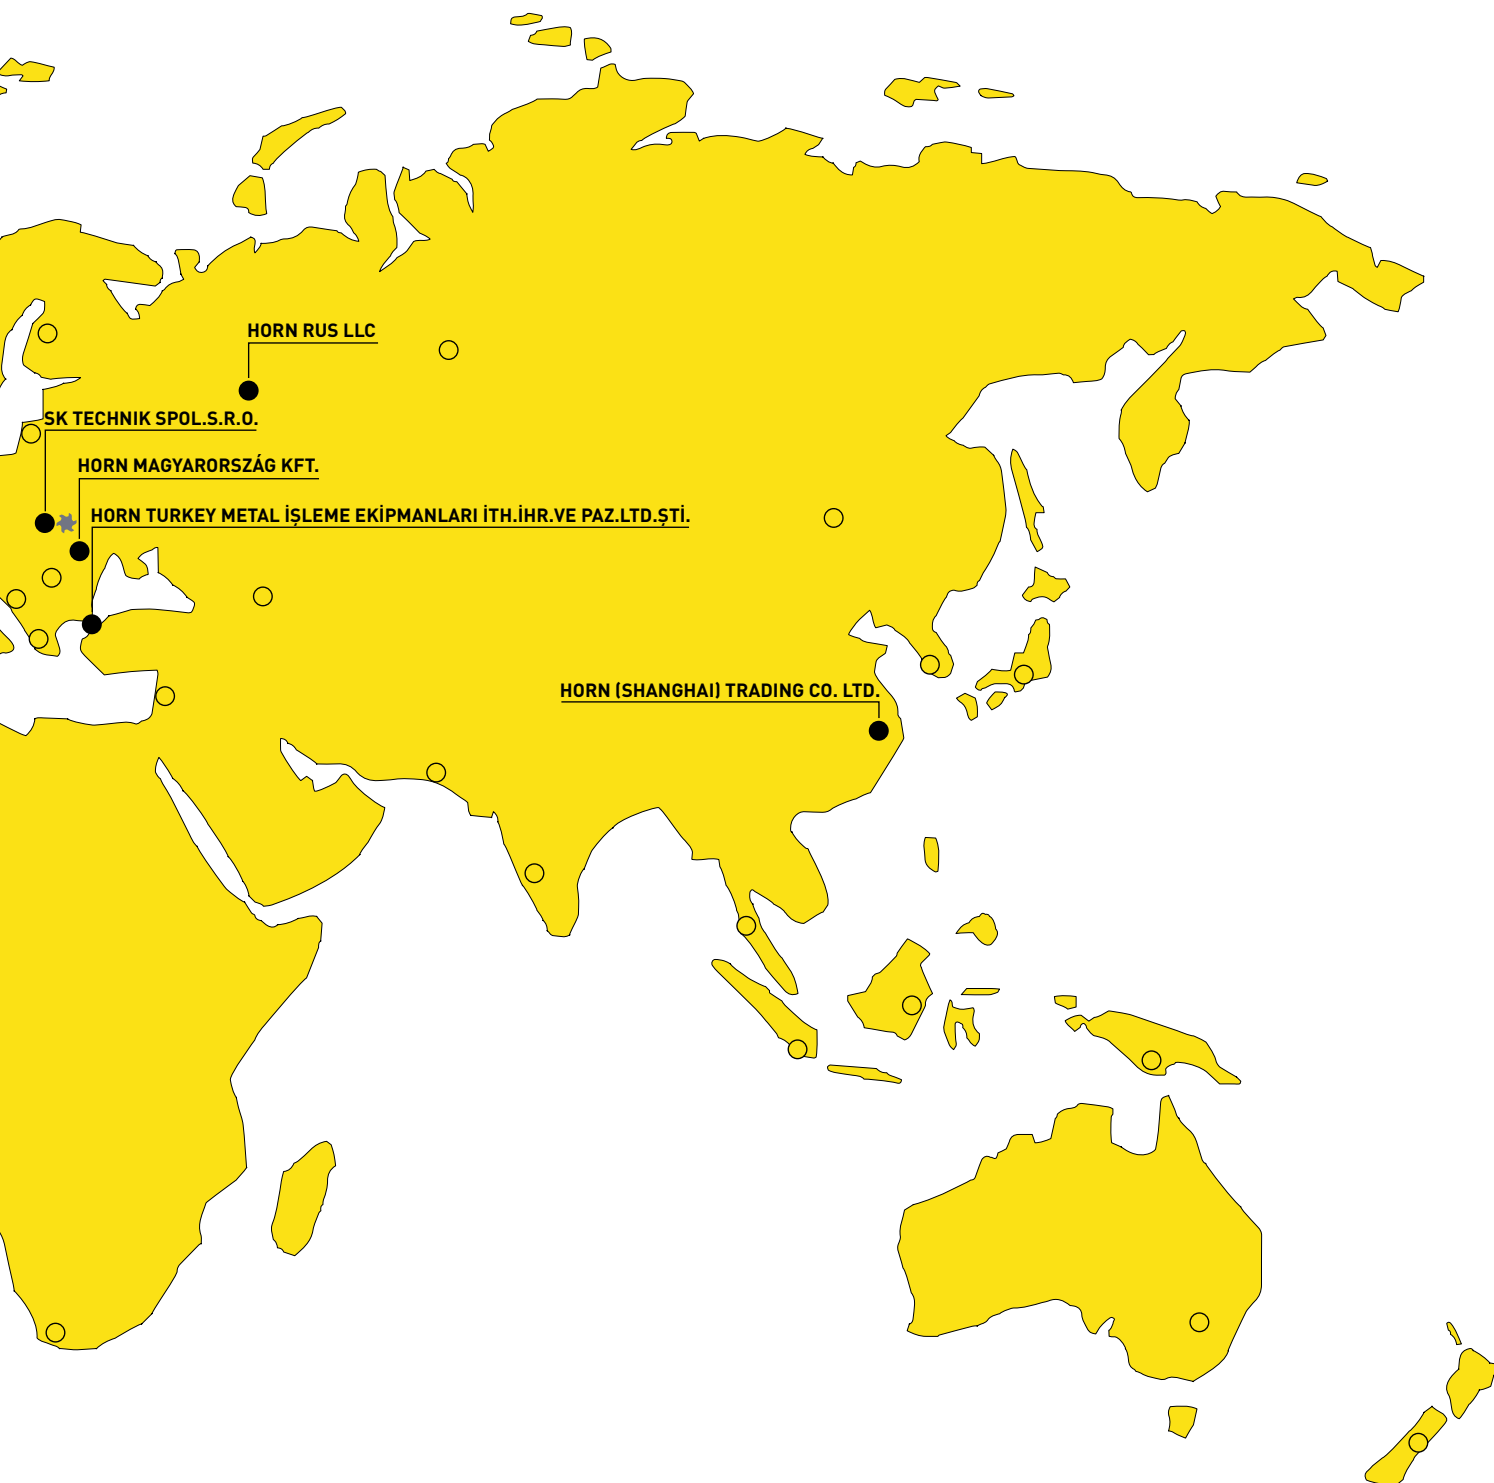 HORN RUS LLC
SK TECHNIK SPOL.S.R.O.
HORN MAGYARORSZÁG KFT.
HORN TURKEY METAL İŞLEME EKİPMANLARI İTH.İHR.VE PAZ.LTD.ŞTİ.
HORN (SHANGHAI) TRADING CO. LTD.